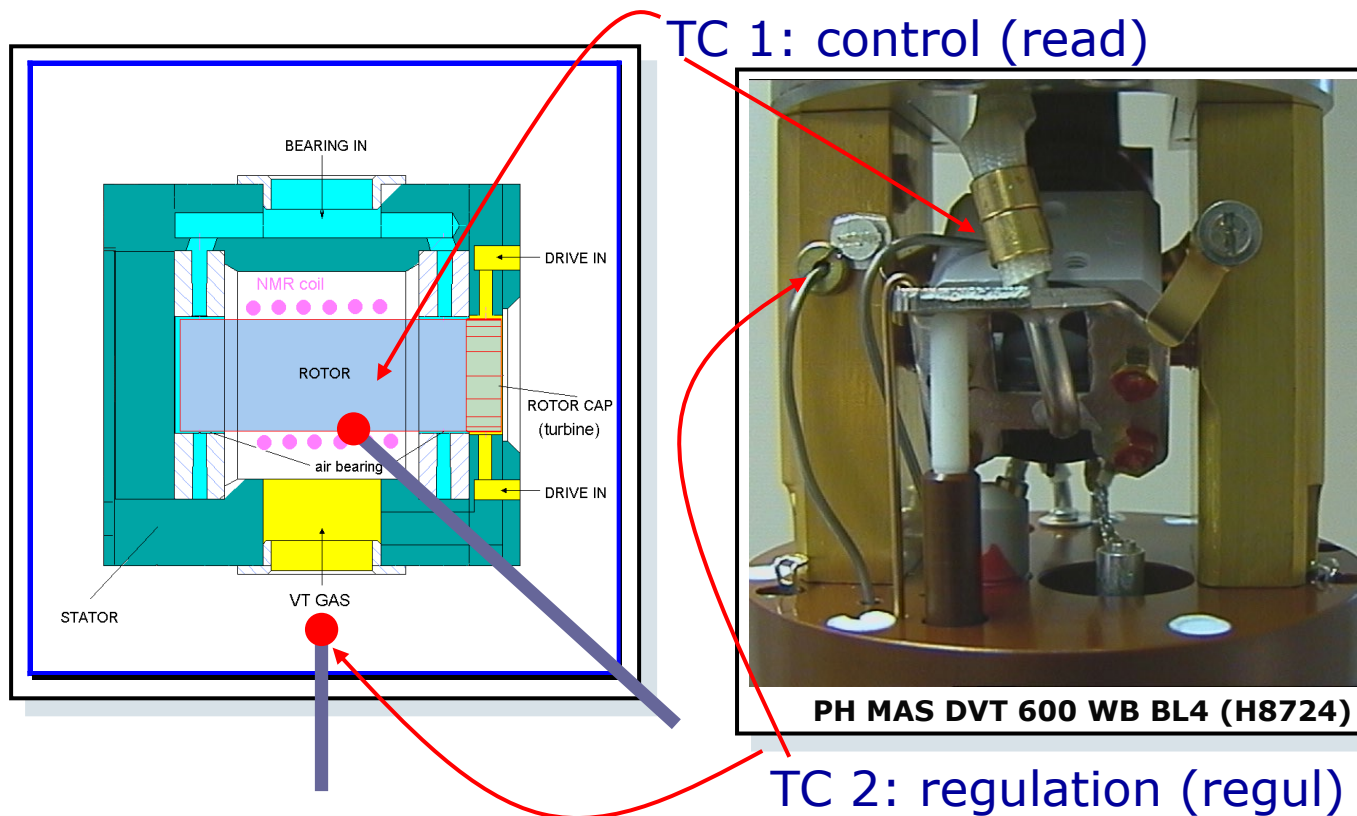 TC 1: control (read)
BEARING IN
DRIVE IN
NMR coil
ROTOR
ROTOR CAP
(turbine)
air bearing
DRIVE IN
VT GAS
STATOR
PH MAS DVT 600 WB BL4 (H8724)
TC 2: regulation (regul)